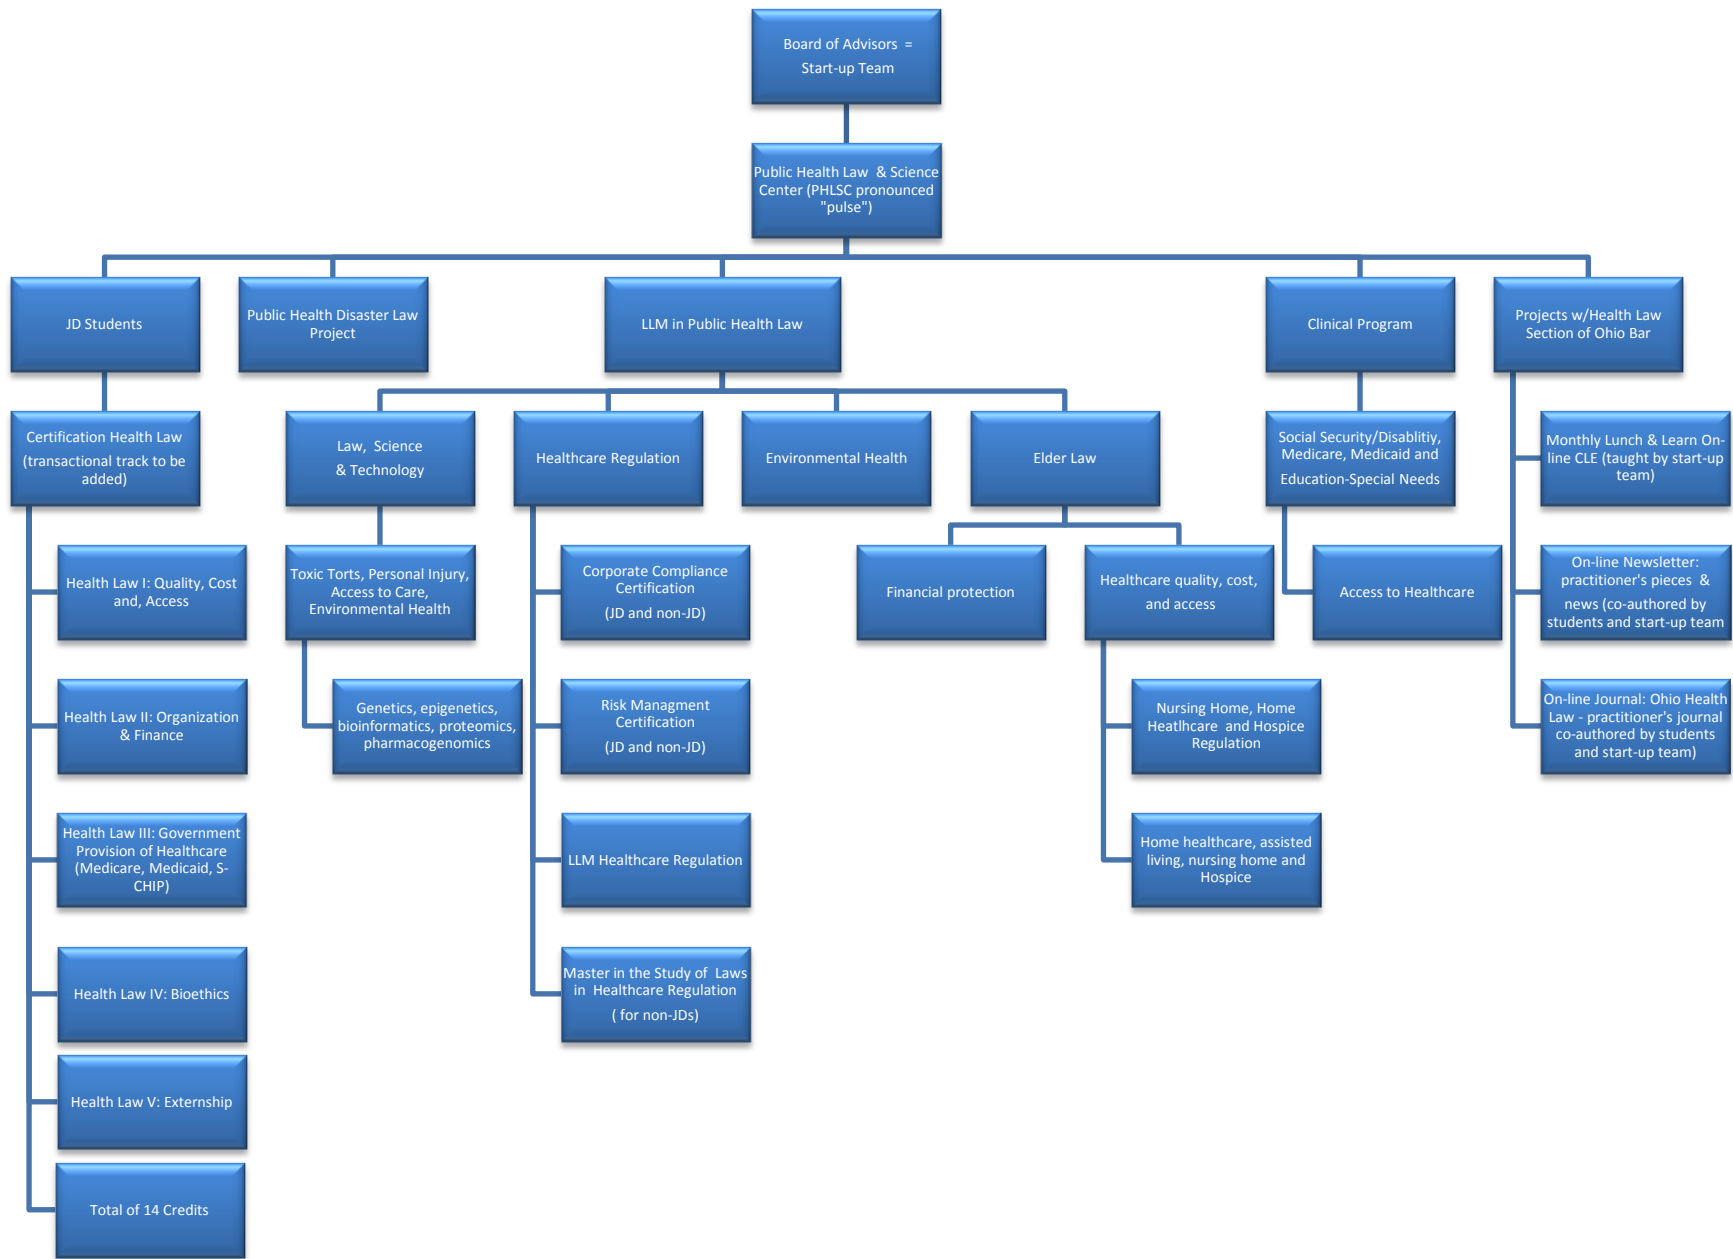 Board of Advisors =
Start-up Team
Public Health Law & Science
Center (PHLSC pronounced
"pulse")
JD Students
Public Health Disaster Law
Project
LLM in Public Health Law
Clinical Program
Projects w/Health Law
Section of Ohio Bar
Certification Health Law
(transactional track to be
added)
Law, Science
& Technology
Healthcare Regulation
Environmental Health
Elder Law
Social Security/Disablitiy,
Medicare, Medicaid and
Education-Special Needs
Monthly Lunch & Learn On-
line CLE (taught by start-up
team)
Health Law I: Quality, Cost
and, Access
Toxic Torts, Personal Injury,
Access to Care,
Environmental Health
Corporate Compliance
Certification
(JD and non-JD)
Financial protection
Healthcare quality, cost,
and access
Access to Healthcare
On-line Newsletter:
practitioner's pieces &
news (co-authored by
students and start-up team
Health Law II: Organization
& Finance
Genetics, epigenetics,
bioinformatics, proteomics,
pharmacogenomics
Risk Managment
Certification
(JD and non-JD)
Nursing Home, Home
Heatlhcare and Hospice
Regulation
On-line Journal: Ohio Health
Law - practitioner's journal
co-authored by students
and start-up team)
Health Law III: Government
Provision of Healthcare
(Medicare, Medicaid, S-
CHIP)
LLM Healthcare Regulation
Home healthcare, assisted
living, nursing home and
Hospice
Health Law IV: Bioethics
Master in the Study of Laws
in Healthcare Regulation
( for non-JDs)
Health Law V: Externship
Total of 14 Credits